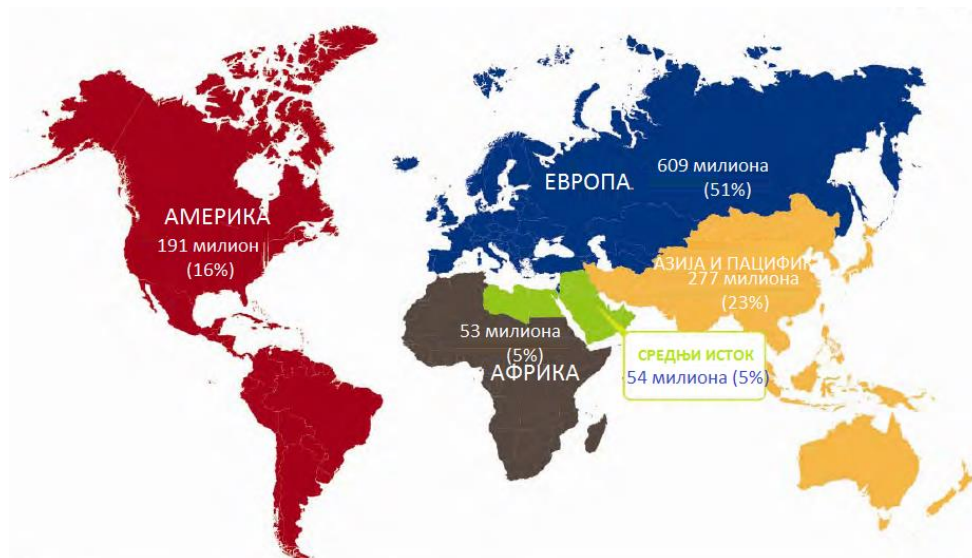 АМЕРИКА
191 милион
(16%)
ЕВРОПА
609 милиона
(51%)
АЗИЈА И ПАЦИФИК
277 милиона
(23%)
53 милиона
(5%)
АФРИКА
СРЕДЊИ ИСТОК
54 милиона (5%)